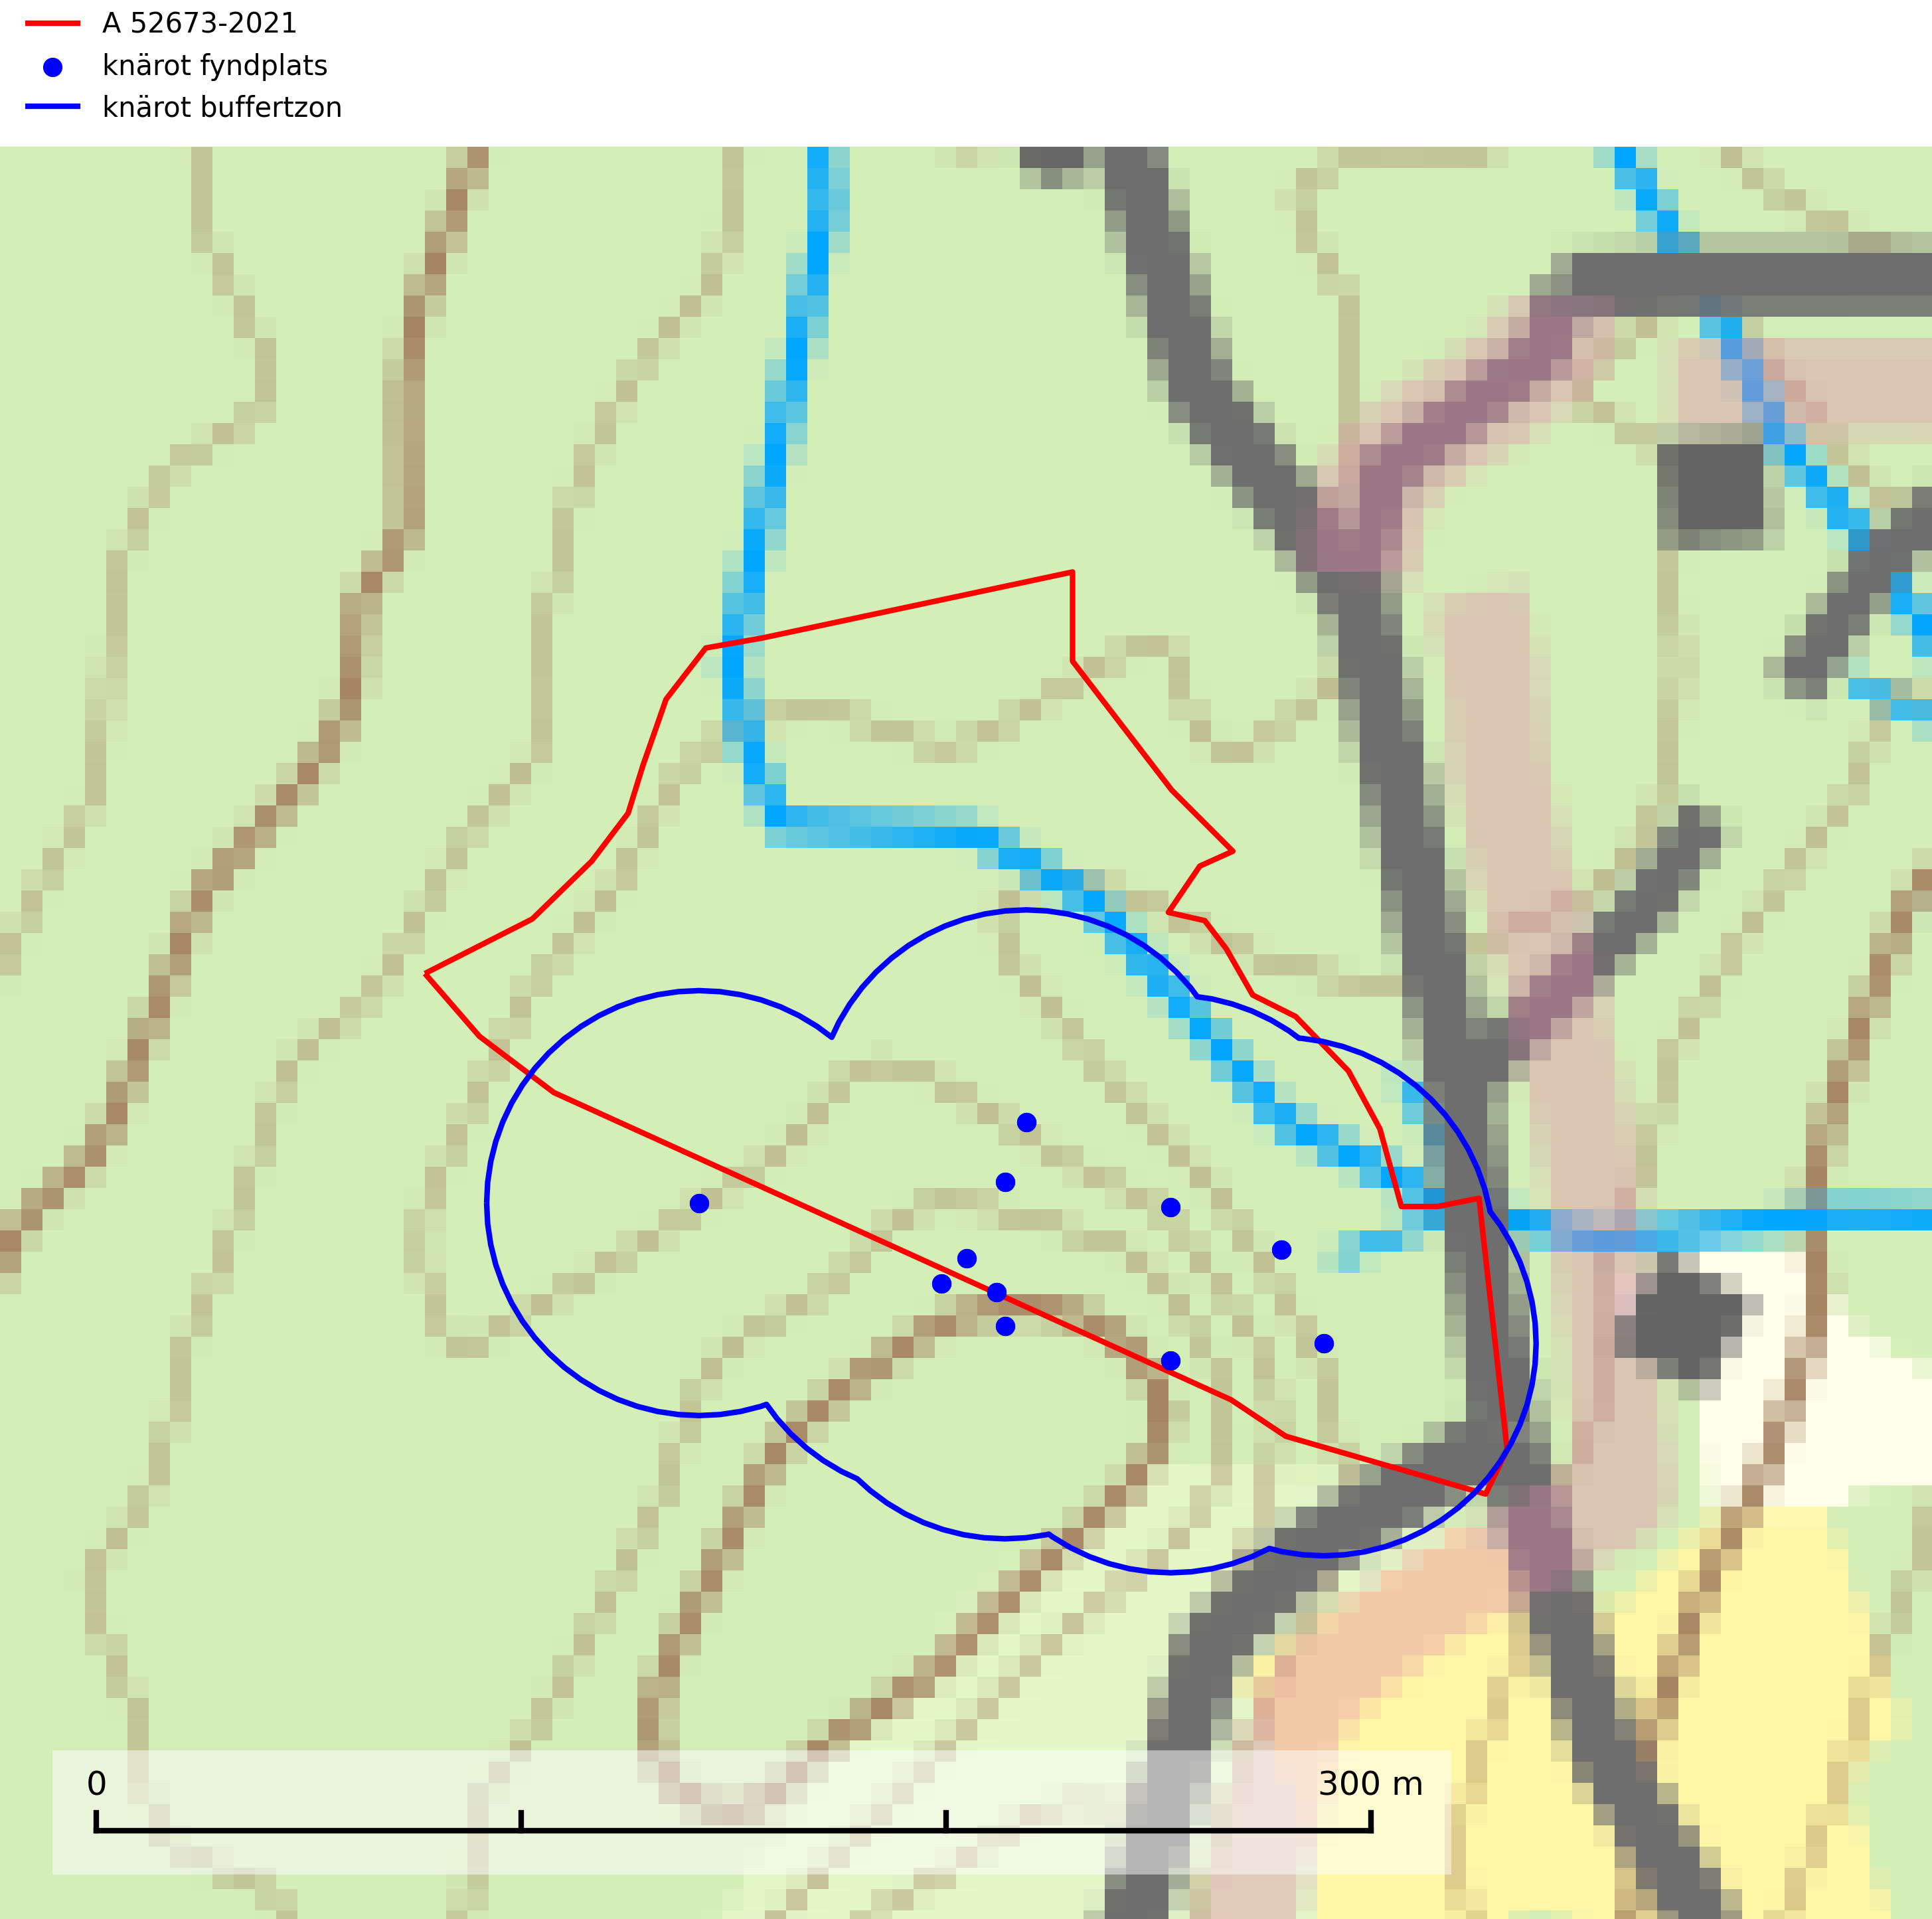 A 52673-2021
knärot fyndplats
knärot buffertzon
0 300 m